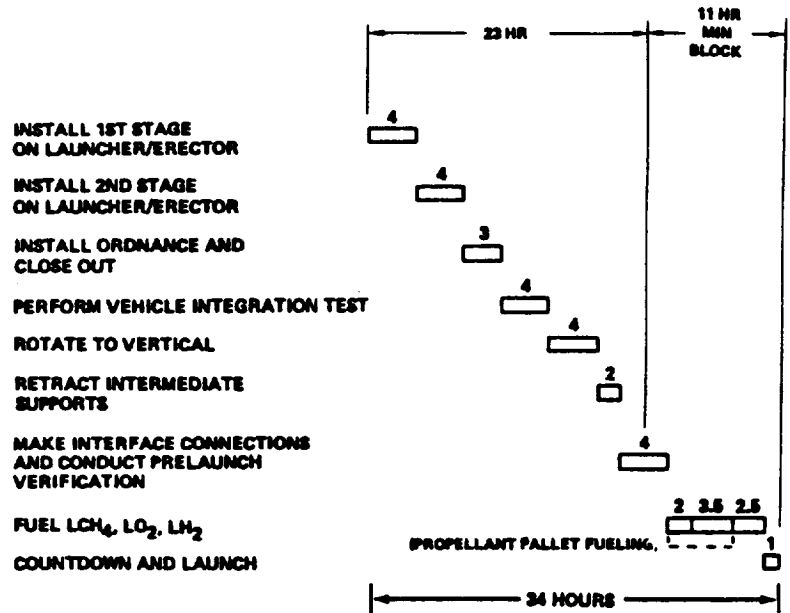 23 HR
11 HR
MIN
BLOCK
INSTALL 1ST STAGE
ON LAUNCHER/ERECTOR
4
INSTALL 2ND STAGE
ON LAUNCHER/ERECTOR
4
INSTALL ORDNANCE AND
CLOSE OUT
3
PERFORM VEHICLE INTEGRATION TEST
4
ROTATE TO VERTICAL
4
RETRACT INTERMEDIATE
SUPPORTS
2
MAKE INTERFACE CONNECTIONS
AND CONDUCT PRELAUNCH
VERIFICATION
4
FUEL LCH4, LO2, LH2
2 3.5 2.5
(PROPELLANT PALLET FUELING,
COUNTDOWN AND LAUNCH
1
34 HOURS